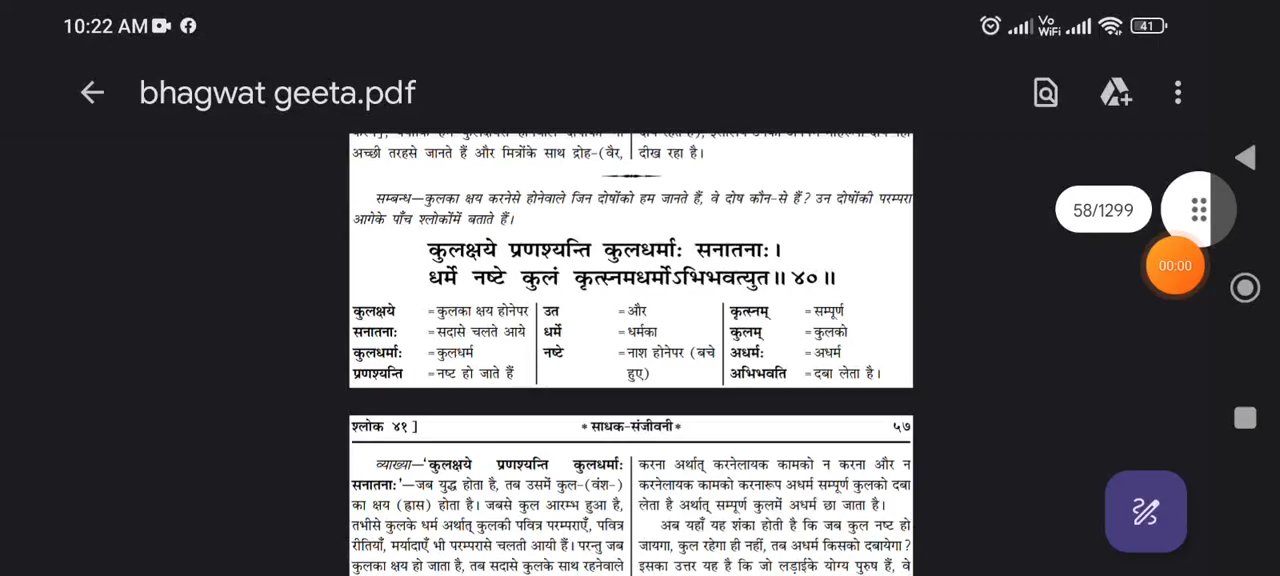 10:22 AM
Vo WiFi 41
bhagwat geeta.pdf
58/1299
00:00
अच्छी तरहसे जानते हैं और मित्रोंके साथ द्रोह-(वैर,
दीख रहा है।
सम्बन्ध—कुलका क्षय करनेसे होनेवाले जिन दोषोंको हम जानते हैं, वे दोष कौन-से हैं? उन दोषोंकी परम्परा
आगेके पाँच श्लोकोंमें बताते हैं।
कुलक्षये प्रणश्यन्ति कुलधर्माः सनातनाः।
धर्मे नष्टे कुलं कृत्स्नमधर्मोऽभिभवत्युत॥ ४०॥
कुलक्षये =कुलका क्षय होनेपर
सनातनाः =सदासे चलते आये
कुलधर्माः =कुलधर्म
प्रणश्यन्ति =नष्ट हो जाते हैं
उत =और
धर्मे =धर्मका
नष्टे =नाश होनेपर (बचे
हुए)
कृत्स्नम् =सम्पूर्ण
कुलम् =कुलको
अधर्मः =अधर्म
अभिभवति =दबा लेता है।
श्लोक ४१] *साधक-संजीवनी* ५७
व्याख्या—'कुलक्षये प्रणश्यन्ति कुलधर्माः
सनातनाः'—जब युद्ध होता है, तब उसमें कुल-(वंश-)
का क्षय (ह्रास) होता है। जबसे कुल आरम्भ हुआ है,
तभीसे कुलके धर्म अर्थात् कुलकी पवित्र परम्पराएँ, पवित्र
रीतियाँ, मर्यादाएँ भी परम्परासे चलती आयी हैं। परन्तु जब
कुलका क्षय हो जाता है, तब सदासे कुलके साथ रहनेवाले
करना अर्थात् करनेलायक कामको न करना और न
करनेलायक कामको करनारूप अधर्म सम्पूर्ण कुलको दबा
लेता है अर्थात् सम्पूर्ण कुलमें अधर्म छा जाता है।
अब यहाँ यह शंका होती है कि जब कुल नष्ट हो
जायगा, कुल रहेगा ही नहीं, तब अधर्म किसको दबायेगा?
इसका उत्तर यह है कि जो लड़ाईके योग्य पुरुष हैं, वे